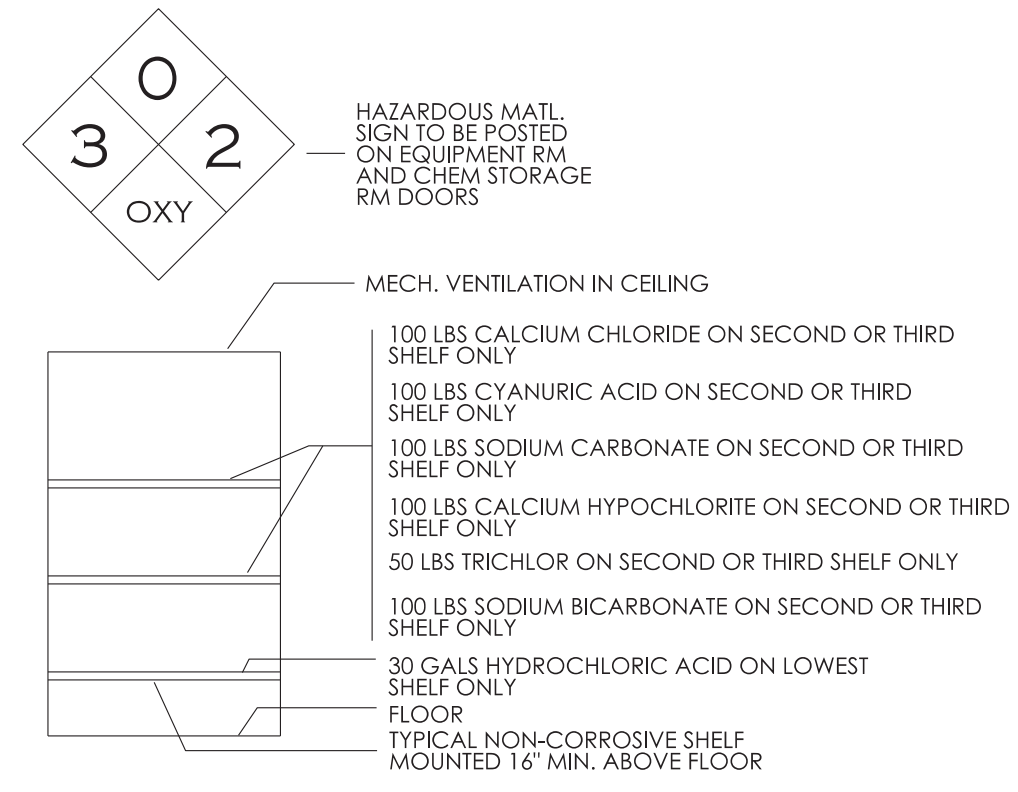 0
3 2
OXY
HAZARDOUS MATL.
SIGN TO BE POSTED
ON EQUIPMENT RM
AND CHEM STORAGE
RM DOORS
MECH. VENTILATION IN CEILING
100 LBS CALCIUM CHLORIDE ON SECOND OR THIRD
SHELF ONLY
100 LBS CYANURIC ACID ON SECOND OR THIRD
SHELF ONLY
100 LBS SODIUM CARBONATE ON SECOND OR THIRD
SHELF ONLY
100 LBS CALCIUM HYPOCHLORITE ON SECOND OR THIRD
SHELF ONLY
50 LBS TRICHLOR ON SECOND OR THIRD SHELF ONLY
100 LBS SODIUM BICARBONATE ON SECOND OR THIRD
SHELF ONLY
30 GALS HYDROCHLORIC ACID ON LOWEST
SHELF ONLY
FLOOR
TYPICAL NON-CORROSIVE SHELF
MOUNTED 16" MIN. ABOVE FLOOR